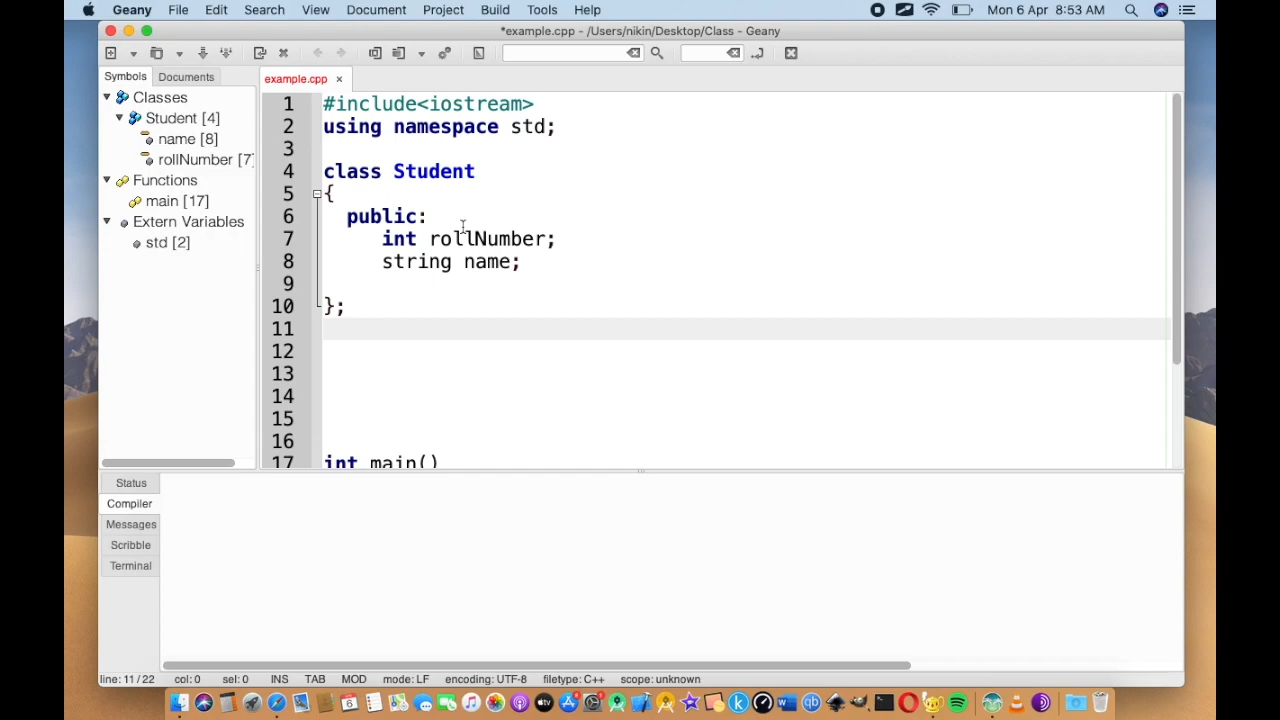 Geany File Edit Search View Document Project Build Tools Help Mon 6 Apr 8:53 AM
*example.cpp - /Users/nikin/Desktop/Class - Geany
Symbols Documents
example.cpp ×
Classes
Student [4]
name [8]
rollNumber [7]
Functions
main [17]
Extern Variables
std [2]
1 #include<iostream>
2 using namespace std;
3
4 class Student
5 {
6 public:
7 int rollNumber;
8 string name;
9
10 };
11
12
13
14
15
16
17 int main()
Status
Compiler
Messages
Scribble
Terminal
line: 11 / 22 col: 0 sel: 0 INS TAB MOD mode: LF encoding: UTF-8 filetype: C++ scope: unknown